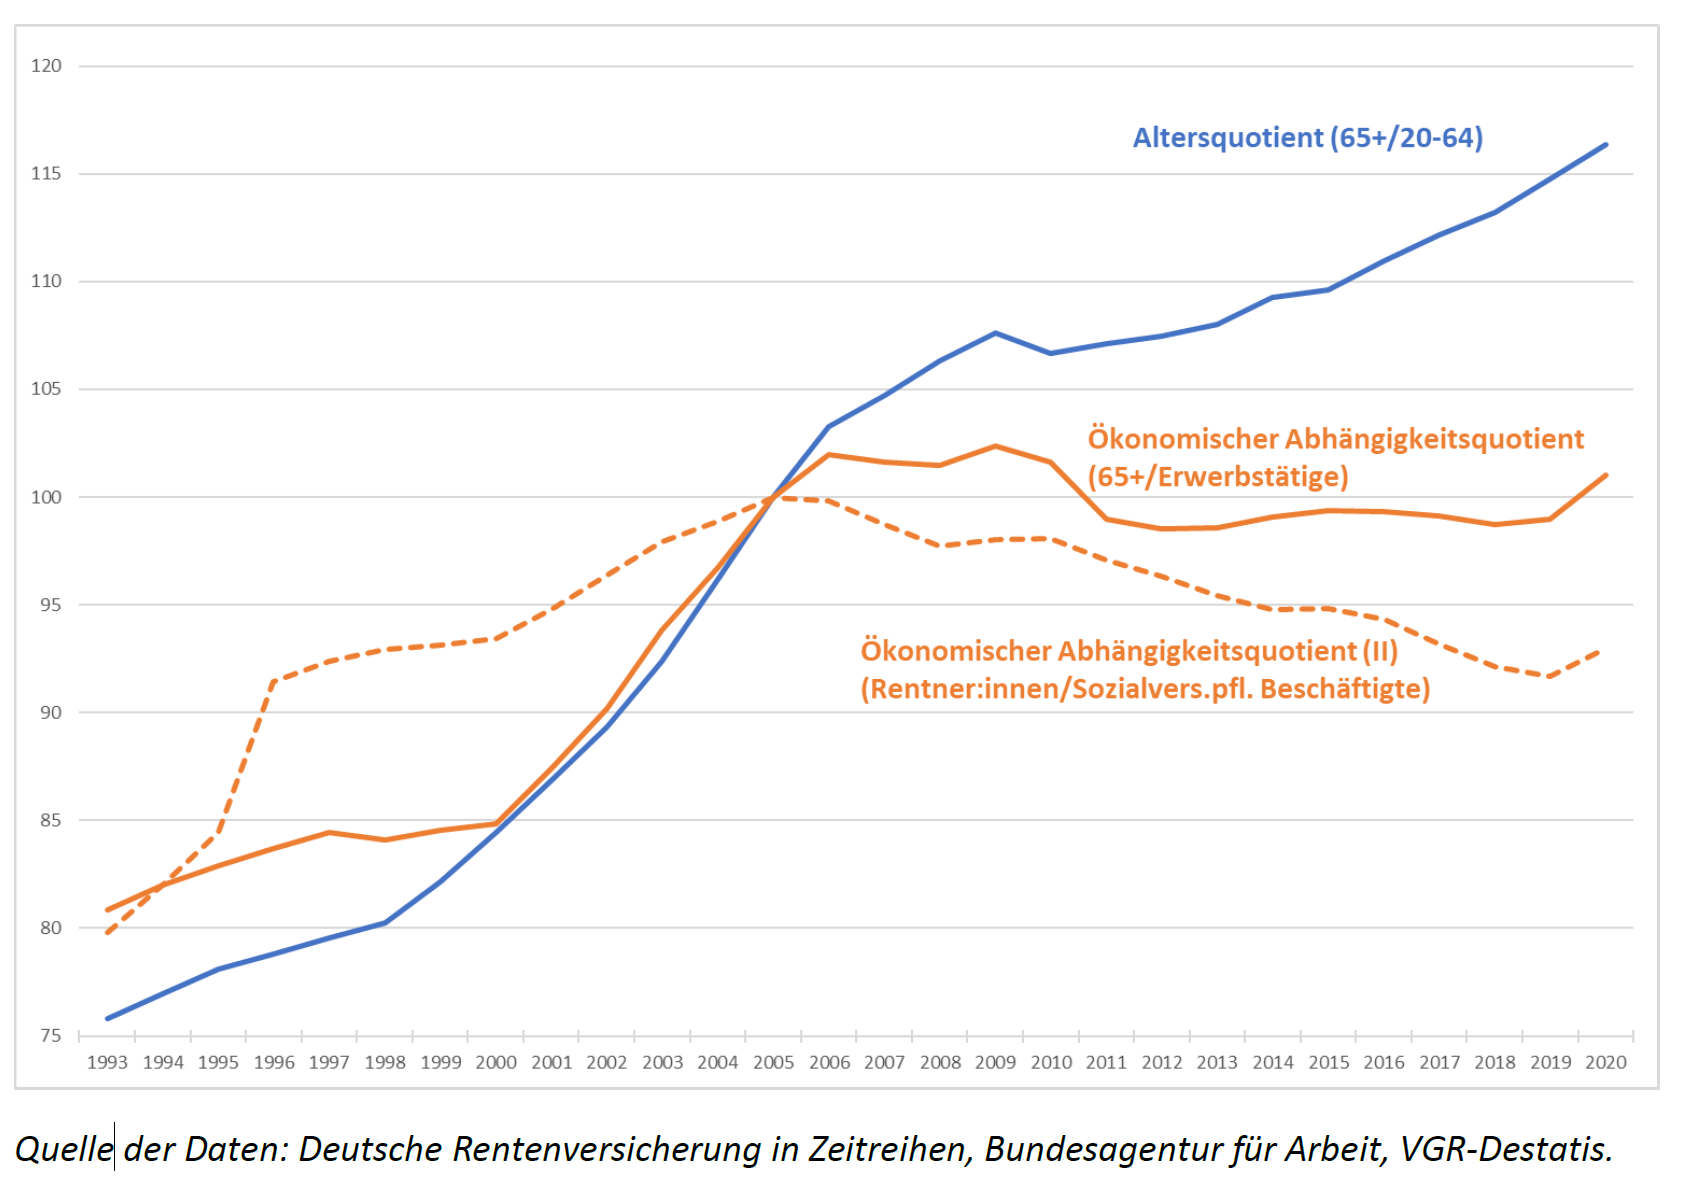 120
Altersquotient (65+/20-64)
115
110
105
Ökonomischer Abhängigkeitsquotient
(65+/Erwerbstätige)
100
95
Ökonomischer Abhängigkeitsquotient (II)
(Rentner:innen/Sozialvers.pfl. Beschäftigte)
90
85
80
75
1993 1994 1995 1996 1997 1998 1999 2000 2001 2002 2003 2004 2005 2006 2007 2008 2009 2010 2011 2012 2013 2014 2015 2016 2017 2018 2019 2020
Quelle der Daten: Deutsche Rentenversicherung in Zeitreihen, Bundesagentur für Arbeit, VGR-Destatis.